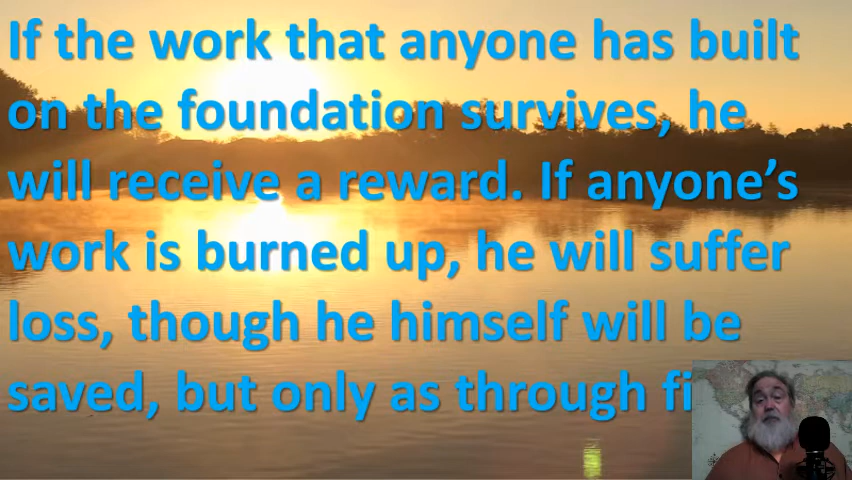 If the work that anyone has built
on the foundation survives, he
will receive a reward. If anyone’s
work is burned up, he will suffer
loss, though he himself will be
saved, but only as through